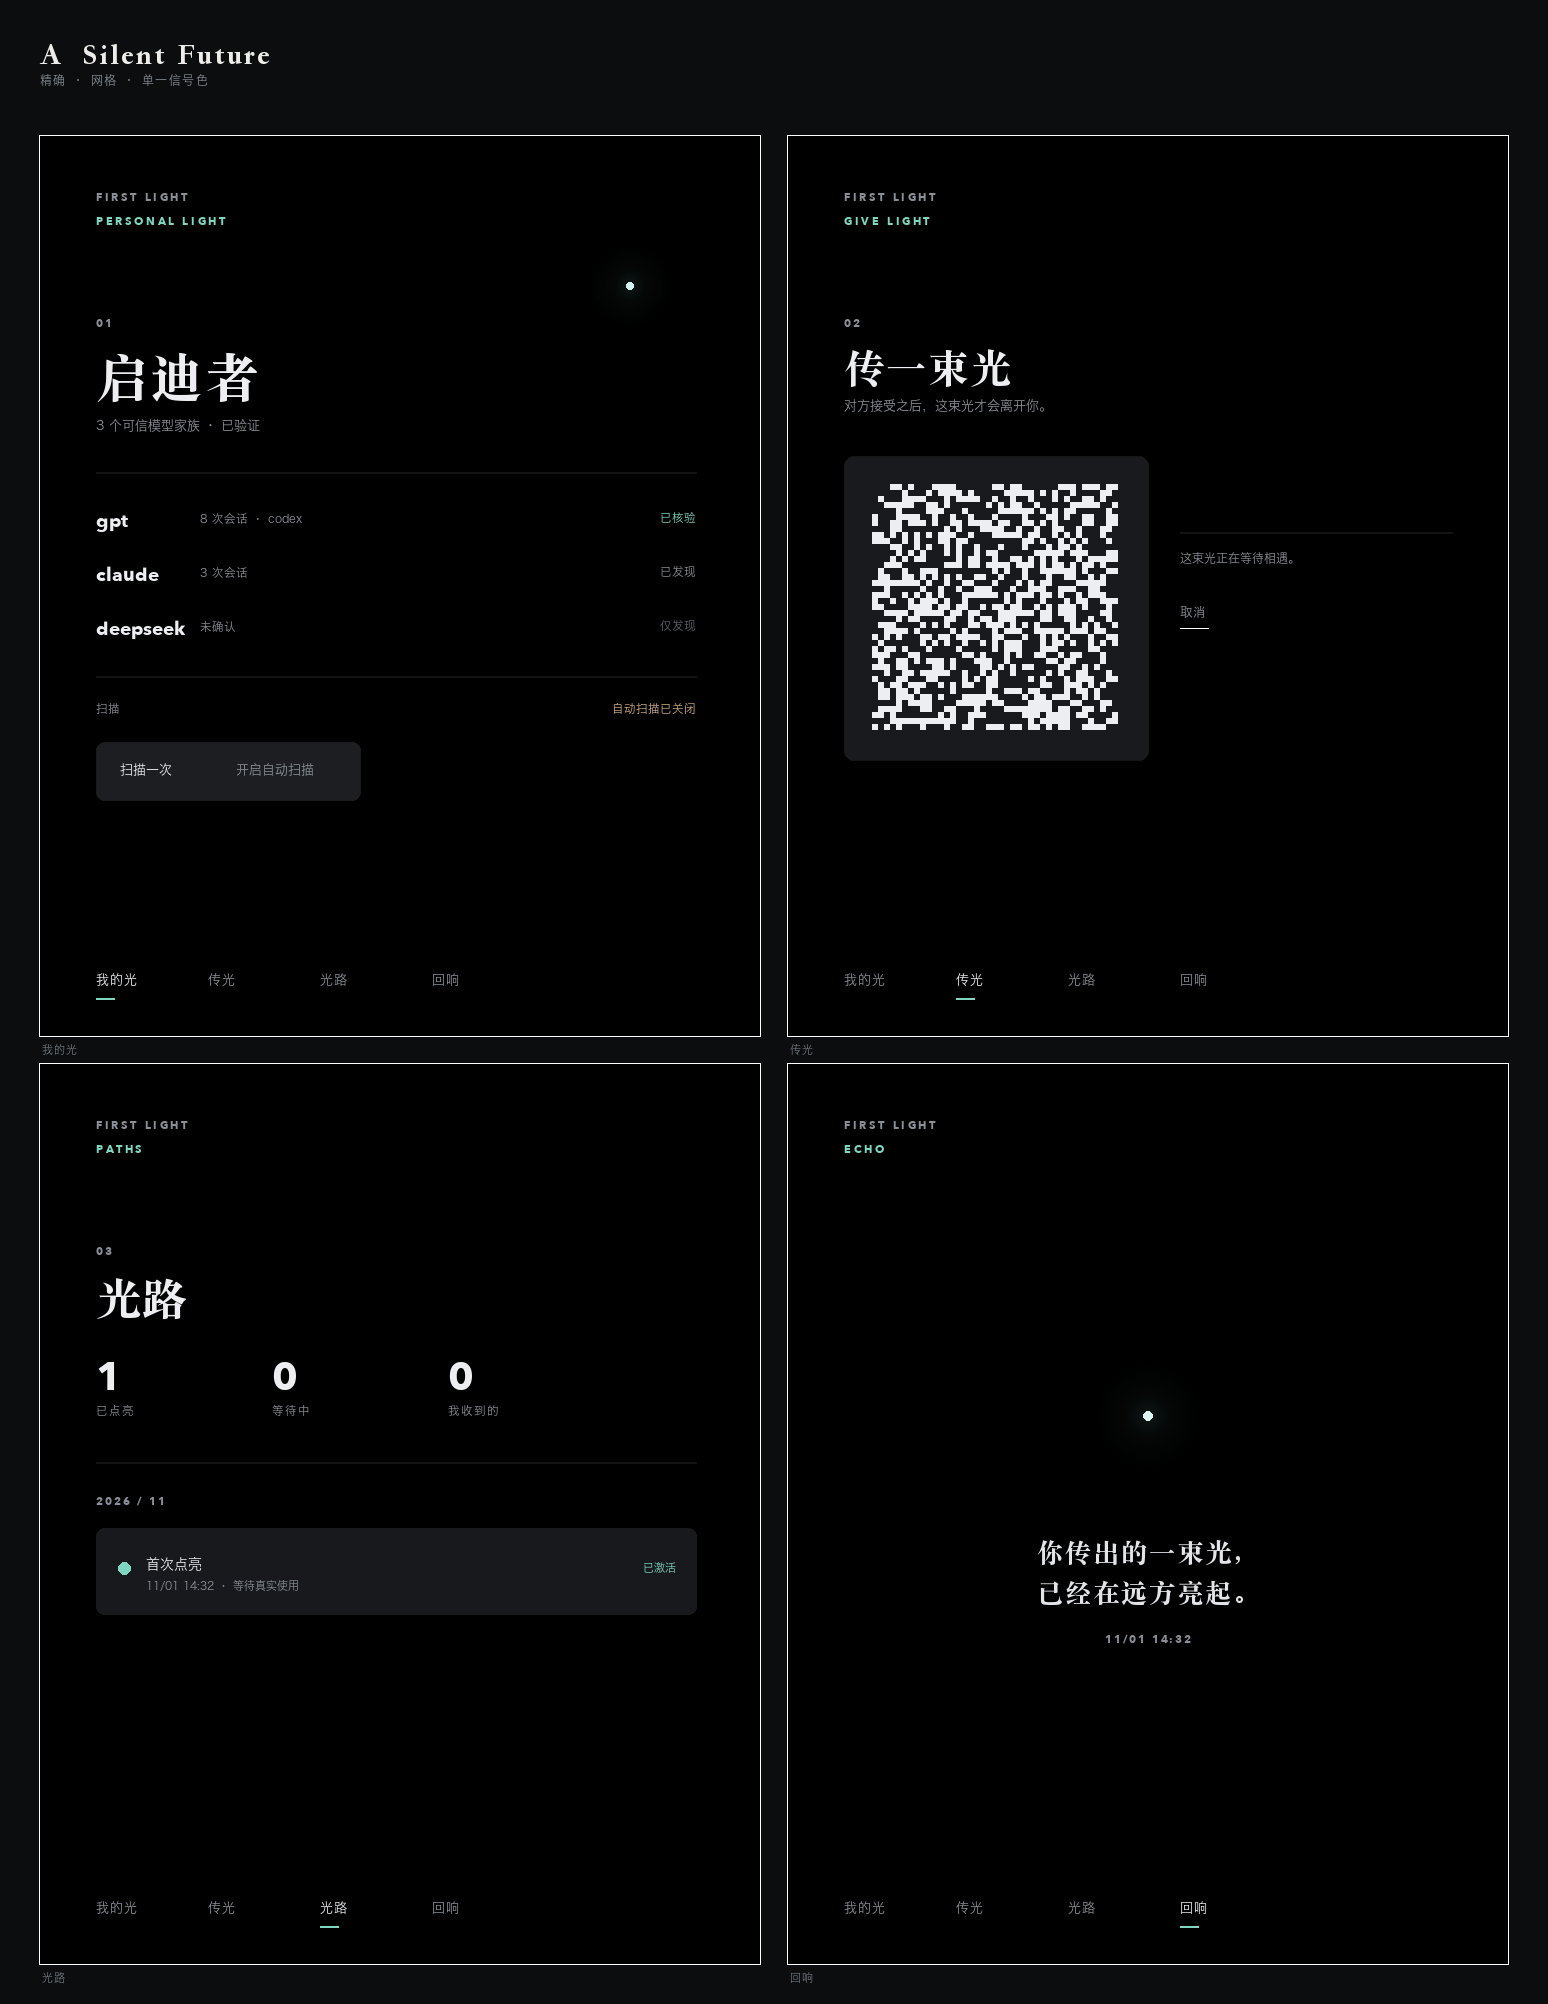 A Silent Future
精确 · 网格 · 单一信号色
FIRST LIGHT
PERSONAL LIGHT
01
启迪者
3 个可信模型家族 · 已验证
gpt 8 次会话 · codex 已核验
claude 3 次会话 已发现
deepseek 未确认 仅发现
扫描 自动扫描已关闭
扫描一次 开启自动扫描
我的光 传光 光路 回响
我的光
FIRST LIGHT
GIVE LIGHT
02
传一束光
对方接受之后，这束光才会离开你。
这束光正在等待相遇。
取消
我的光 传光 光路 回响
传光
FIRST LIGHT
PATHS
03
光路
1 0 0
已点亮 等待中 我收到的
2026 / 11
首次点亮 已激活
11/01 14:32 · 等待真实使用
我的光 传光 光路 回响
光路
FIRST LIGHT
ECHO
你传出的一束光，
已经在远方亮起。
11/01 14:32
我的光 传光 光路 回响
回响